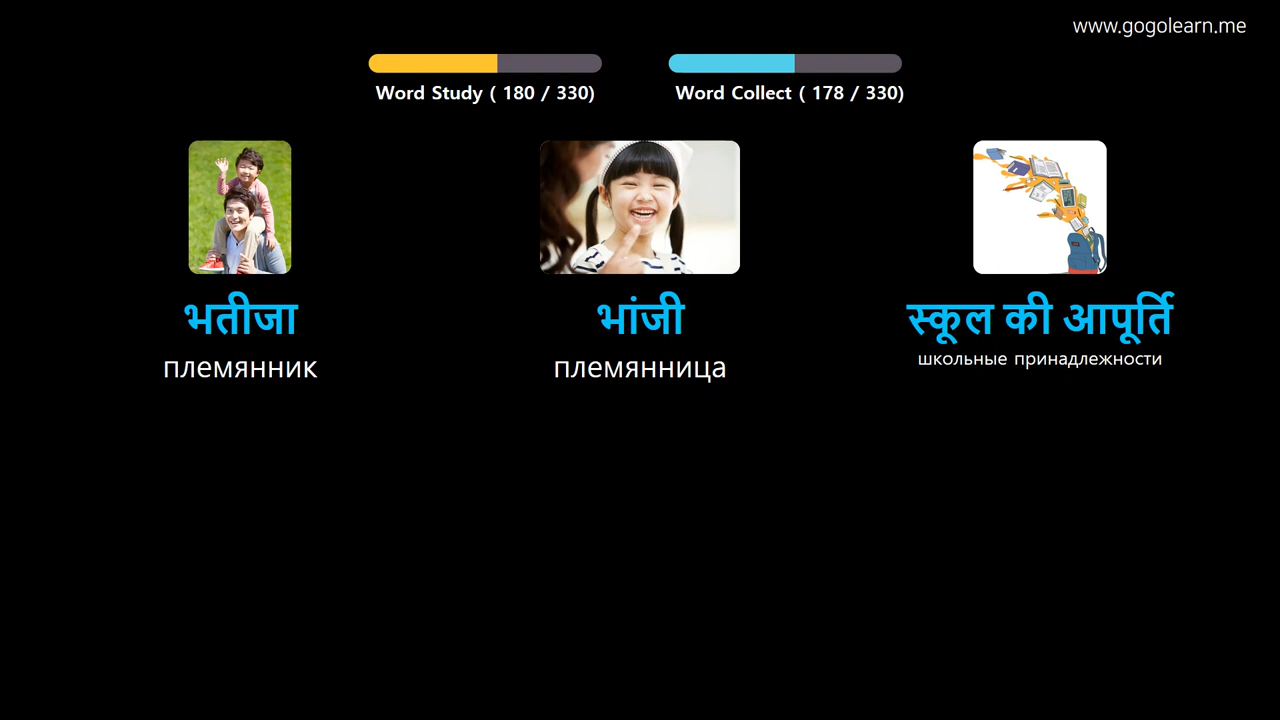 www.gogolearn.me
Word Study ( 180 / 330)
Word Collect ( 178 / 330)
भतीजा
племянник
भांजी
племянница
स्कूल की आपूर्ति
школьные принадлежности